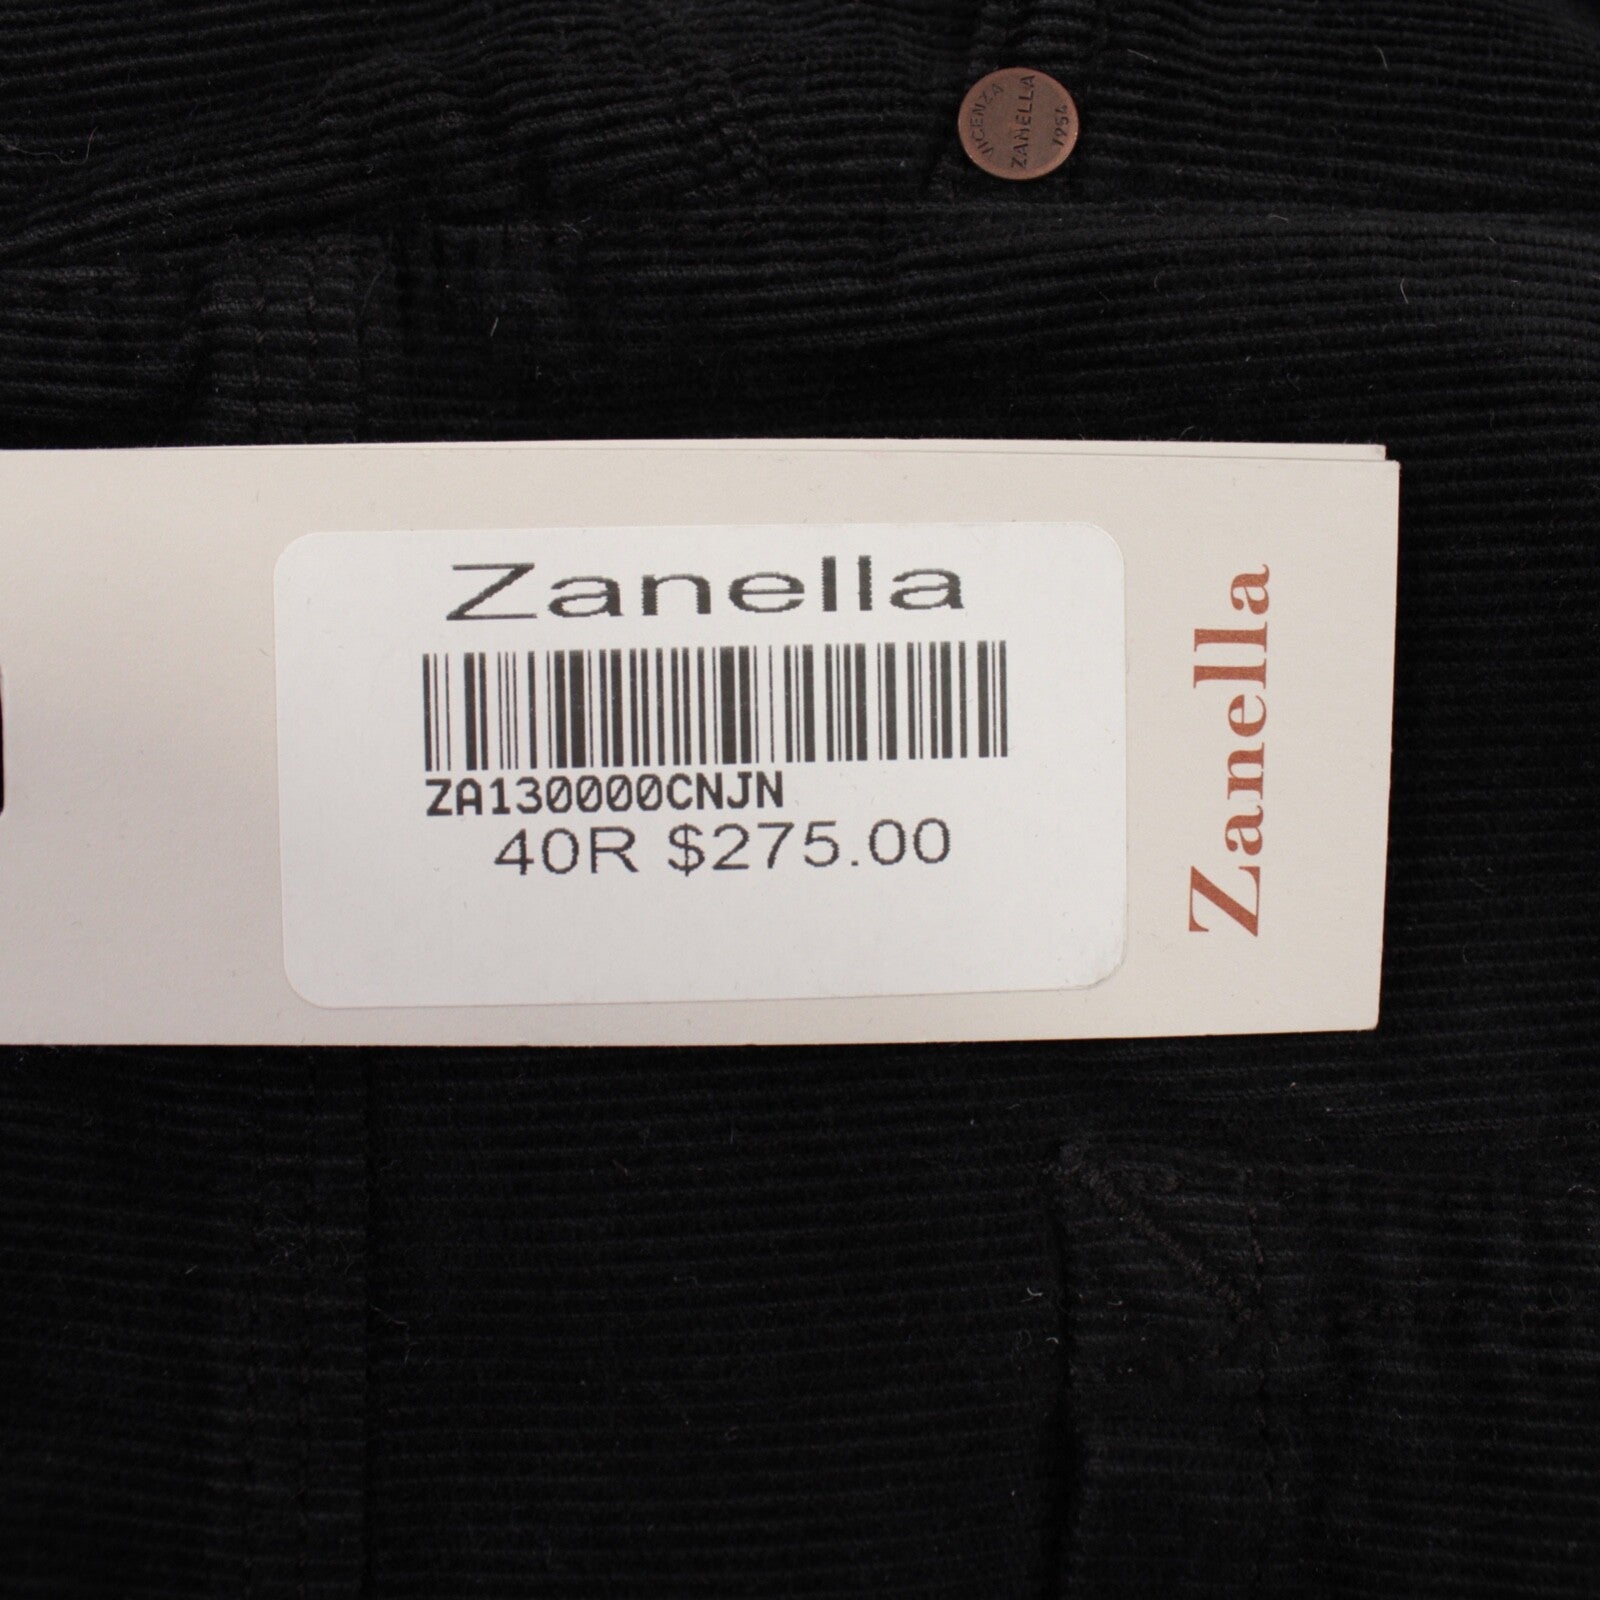 VICENZA
ZANELLA
1954
Zanella
ZA130000CNJN
40R $275.00
Zanella